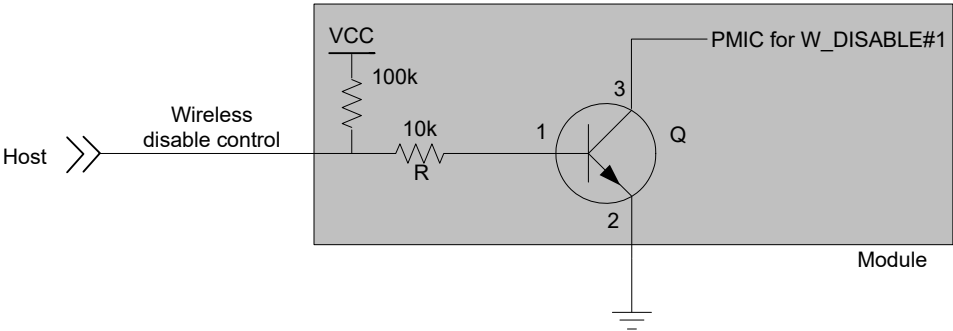 VCC
PMIC for W_DISABLE#1
100k
3
Wireless
disable control
10k
1
Q
Host
R
2
Module